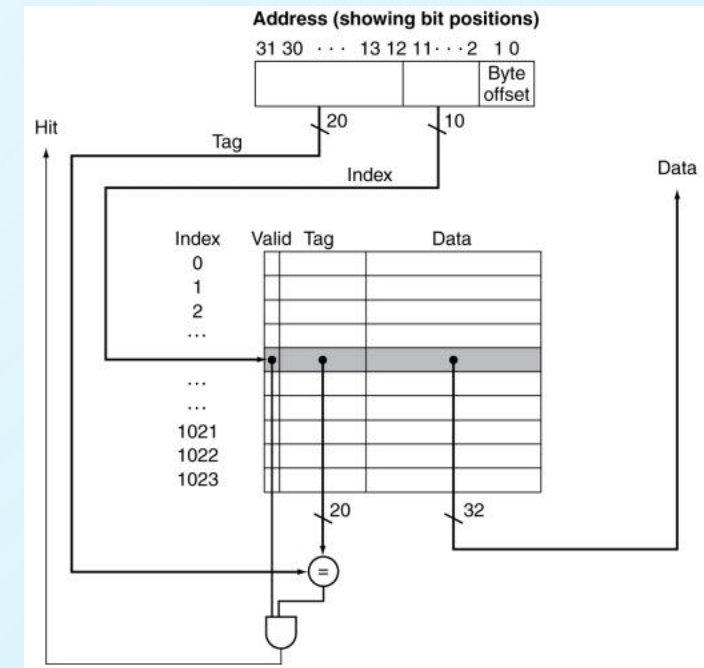 Address (showing bit positions)
31 30 · · · 13 12 11 · · · 2 1 0
Byte
offset
20
10
Hit
Tag
Index
Data
Index Valid Tag Data
0
1
2
...
...
...
1021
1022
1023
20
32
=